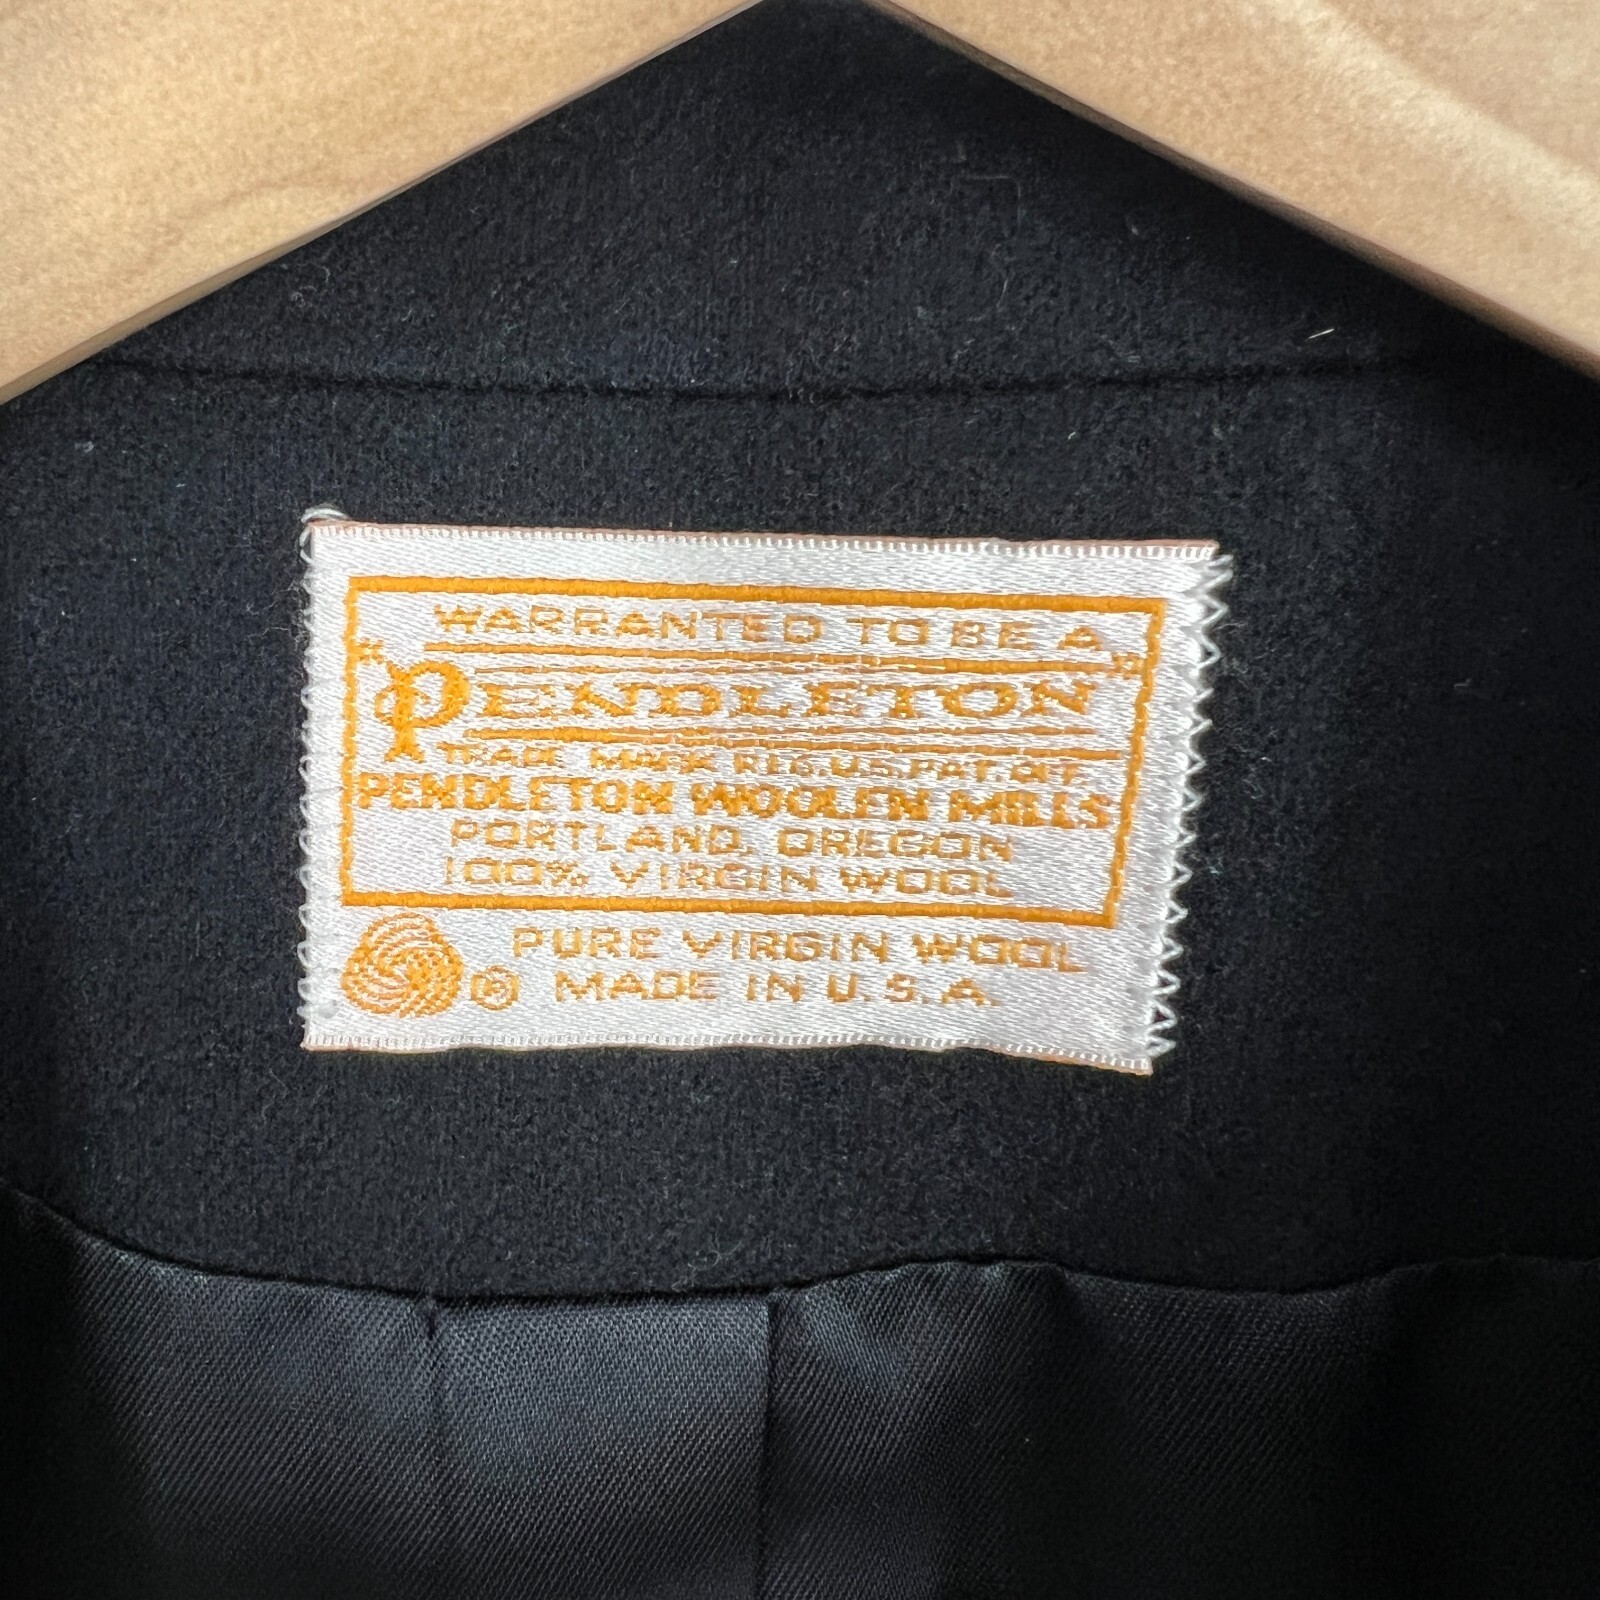 WARRANTED TO BE A
"PENDLETON"
TRADE MARK REG.U.S.PAT.OFF.
PENDLETON WOOLEN MILLS
PORTLAND, OREGON
100% VIRGIN WOOL
PURE VIRGIN WOOL
® MADE IN U.S.A.